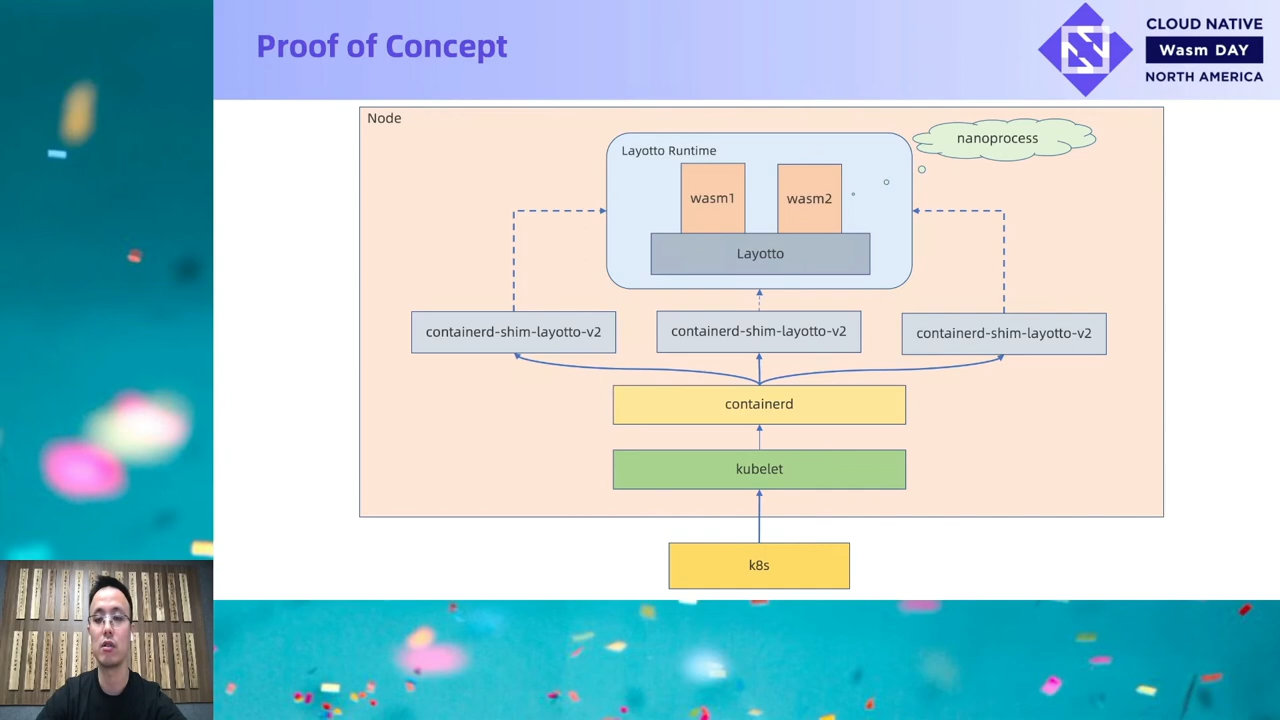 Proof of Concept
CLOUD NATIVE
Wasm DAY
NORTH AMERICA
Node
nanoprocess
Layotto Runtime
wasm1
wasm2
Layotto
containerd-shim-layotto-v2
containerd-shim-layotto-v2
containerd-shim-layotto-v2
containerd
kubelet
k8s